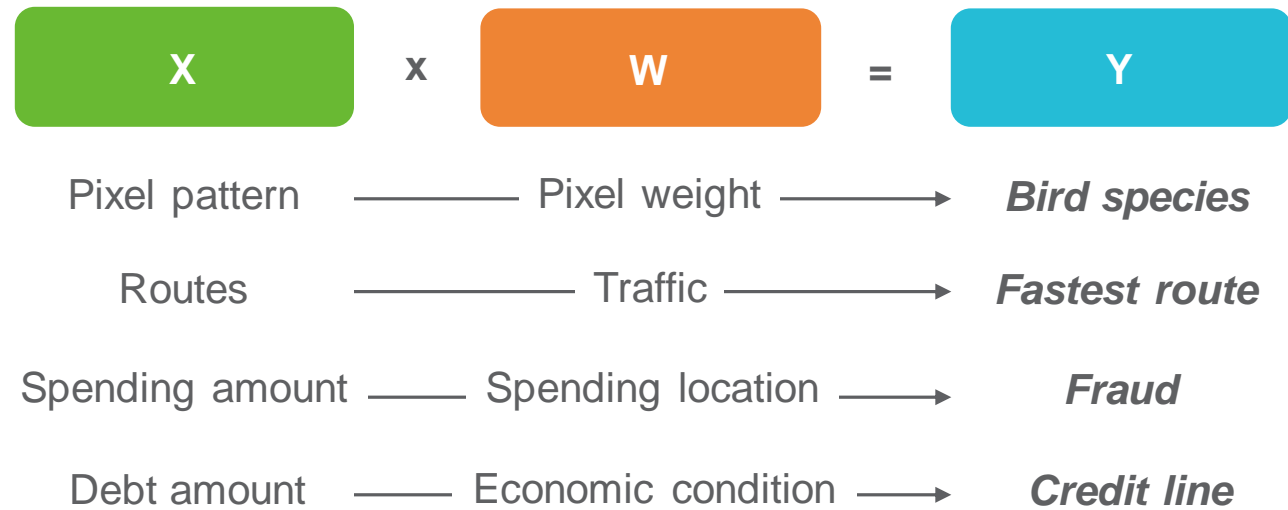 X x W = Y
Pixel pattern Pixel weight Bird species
Routes Traffic Fastest route
Spending amount Spending location Fraud
Debt amount Economic condition Credit line